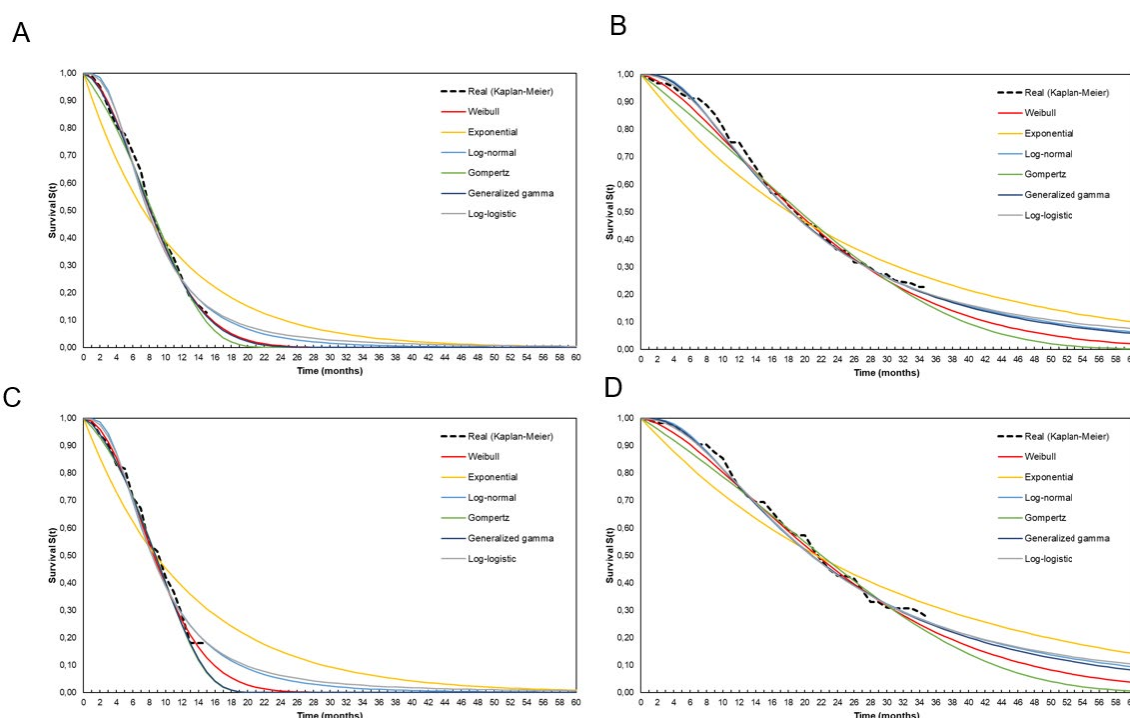 A
1,00
0,90
0,80
0,70
0,60
0,50
0,40
0,30
0,20
0,10
0,00
Survival S(t)
Real (Kaplan-Meier)
Weibull
Exponential
Log-normal
Gompertz
Generalized gamma
Log-logistic
0 2 4 6 8 10 12 14 16 18 20 22 24 26 28 30 32 34 36 38 40 42 44 46 48 50 52 54 56 58 60
Time (months)
B
1,00
0,90
0,80
0,70
0,60
0,50
0,40
0,30
0,20
0,10
0,00
Survival S(t)
Real (Kaplan-Meier)
Weibull
Exponential
Log-normal
Gompertz
Generalized gamma
Log-logistic
0 2 4 6 8 10 12 14 16 18 20 22 24 26 28 30 32 34 36 38 40 42 44 46 48 50 52 54 56 58
Time (months)
C
1,00
0,90
0,80
0,70
0,60
0,50
0,40
0,30
0,20
0,10
0,00
Survival S(t)
Real (Kaplan-Meier)
Weibull
Exponential
Log-normal
Gompertz
Generalized gamma
Log-logistic
0 2 4 6 8 10 12 14 16 18 20 22 24 26 28 30 32 34 36 38 40 42 44 46 48 50 52 54 56 58 60
Time (months)
D
1,00
0,90
0,80
0,70
0,60
0,50
0,40
0,30
0,20
0,10
0,00
Survival S(t)
Real (Kaplan-Meier)
Weibull
Exponential
Log-normal
Gompertz
Generalized gamma
Log-logistic
0 2 4 6 8 10 12 14 16 18 20 22 24 26 28 30 32 34 36 38 40 42 44 46 48 50 52 54 56 58
Time (months)